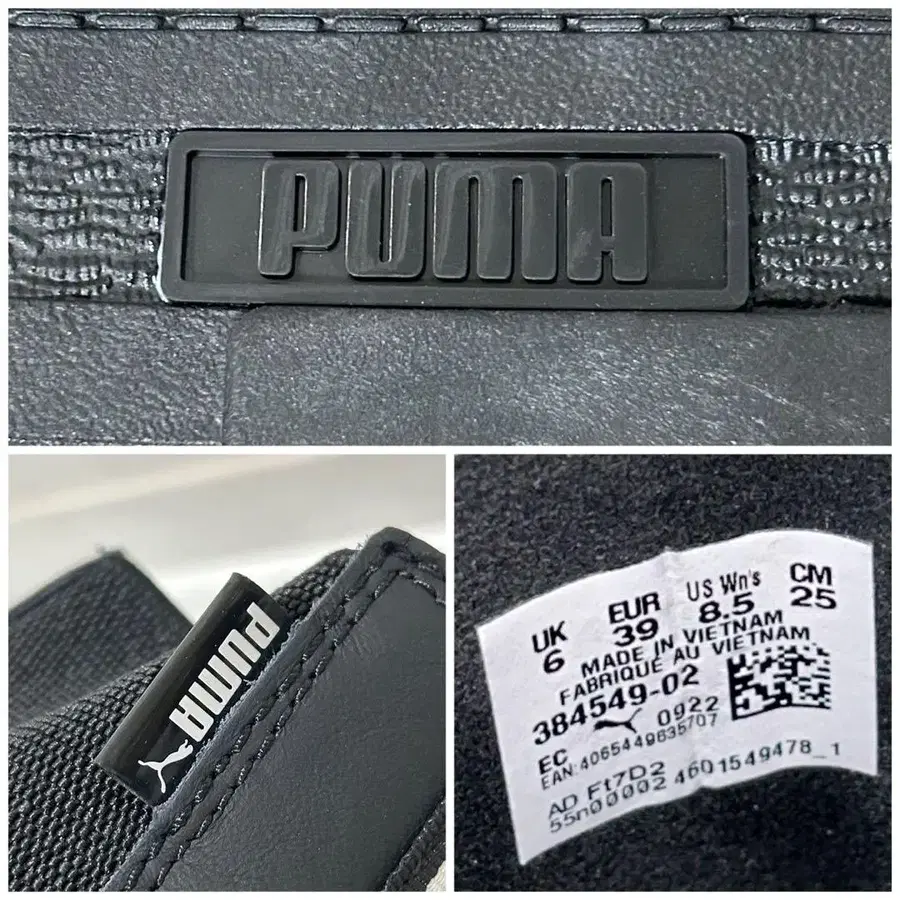 PUMA
PUMA
UK EUR US Wn's CM
6 39 8.5 25
MADE IN VIETNAM
FABRIQUÉ AU VIETNAM
384549-02
EC 0922
EAN:4065449635707
AD Ft7D2
55n00002 4601549478_1